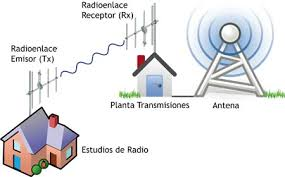 Radioenlace
Receptor (Rx)
Radioenlace
Emisor (Tx)
Planta Transmisiones
Antena
Estudios de Radio